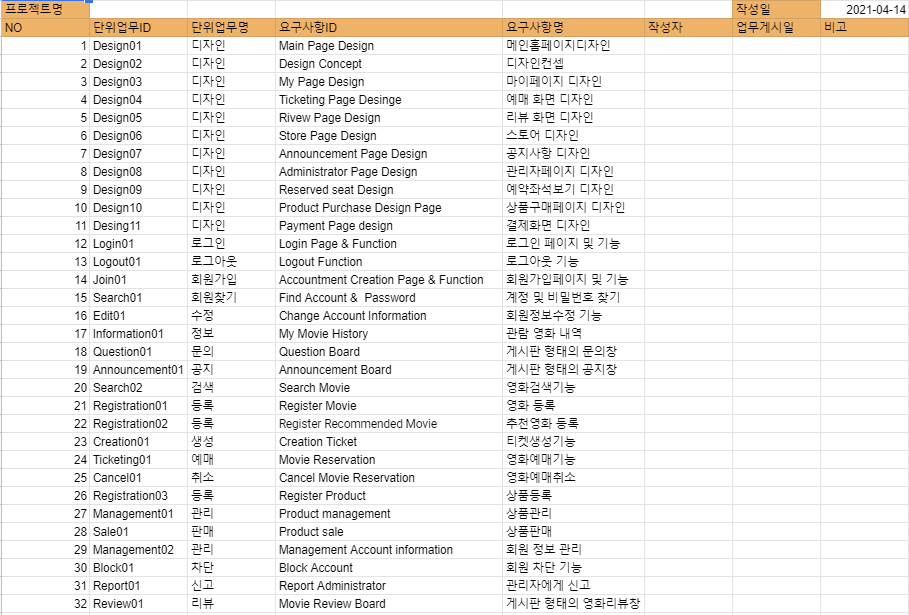 프로젝트명 작성일 2021-04-14
NO 단위업무ID 단위업무명 요구사항ID 요구사항명 작성자 업무게시일 비고
1 Design01 디자인 Main Page Design 메인홈페이지디자인
2 Design02 디자인 Design Concept 디자인컨셉
3 Design03 디자인 My Page Design 마이페이지 디자인
4 Design04 디자인 Ticketing Page Desinge 예매 화면 디자인
5 Design05 디자인 Rivew Page Design 리뷰 화면 디자인
6 Design06 디자인 Store Page Design 스토어 디자인
7 Design07 디자인 Announcement Page Design 공지사항 디자인
8 Design08 디자인 Administrator Page Design 관리자페이지 디자인
9 Design09 디자인 Reserved seat Design 예약좌석보기 디자인
10 Design10 디자인 Product Purchase Design Page 상품구매페이지 디자인
11 Desing11 디자인 Payment Page design 결제화면 디자인
12 Login01 로그인 Login Page & Function 로그인 페이지 및 기능
13 Logout01 로그아웃 Logout Function 로그아웃 기능
14 Join01 회원가입 Accountment Creation Page & Function 회원가입페이지 및 기능
15 Search01 회원찾기 Find Account & Password 계정 및 비밀번호 찾기
16 Edit01 수정 Change Account Information 회원정보수정 기능
17 Information01 정보 My Movie History 관람 영화 내역
18 Question01 문의 Question Board 게시판 형태의 문의창
19 Announcement01 공지 Announcement Board 게시판 형태의 공지창
20 Search02 검색 Search Movie 영화검색기능
21 Registration01 등록 Register Movie 영화 등록
22 Registration02 등록 Register Recommended Movie 추천영화 등록
23 Creation01 생성 Creation Ticket 티켓생성기능
24 Ticketing01 예매 Movie Reservation 영화예매기능
25 Cancel01 취소 Cancel Movie Reservation 영화예매취소
26 Registration03 등록 Register Product 상품등록
27 Management01 관리 Product management 상품관리
28 Sale01 판매 Product sale 상품판매
29 Management02 관리 Management Account information 회원 정보 관리
30 Block01 차단 Block Account 회원 차단 기능
31 Report01 신고 Report Administrator 관리자에게 신고
32 Review01 리뷰 Movie Review Board 게시판 형태의 영화리뷰창